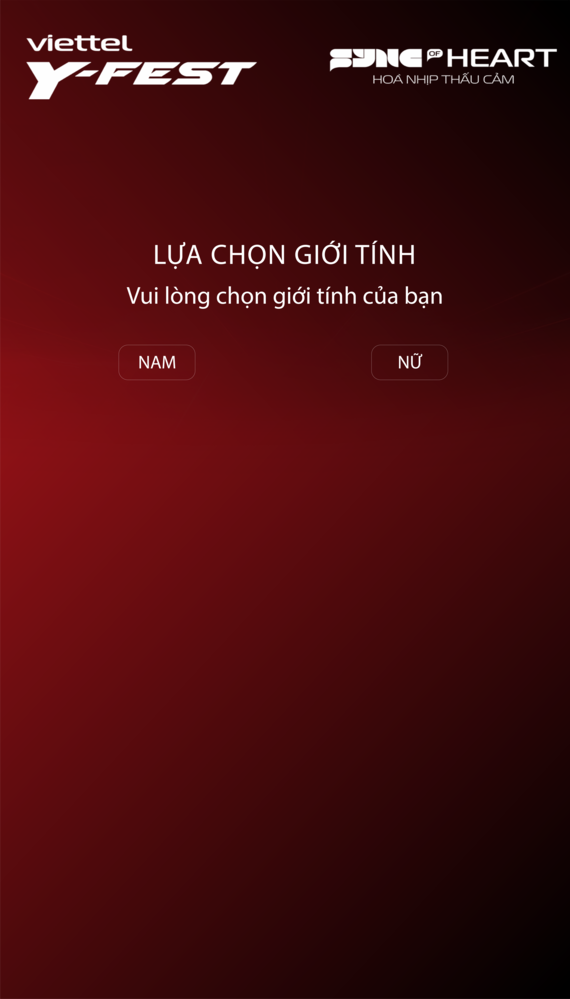 viettel
Y-FEST
SYNC OF HEART
HOÁ NHỊP THẤU CẢM
LỰA CHỌN GIỚI TÍNH
Vui lòng chọn giới tính của bạn
NAM
NỮ